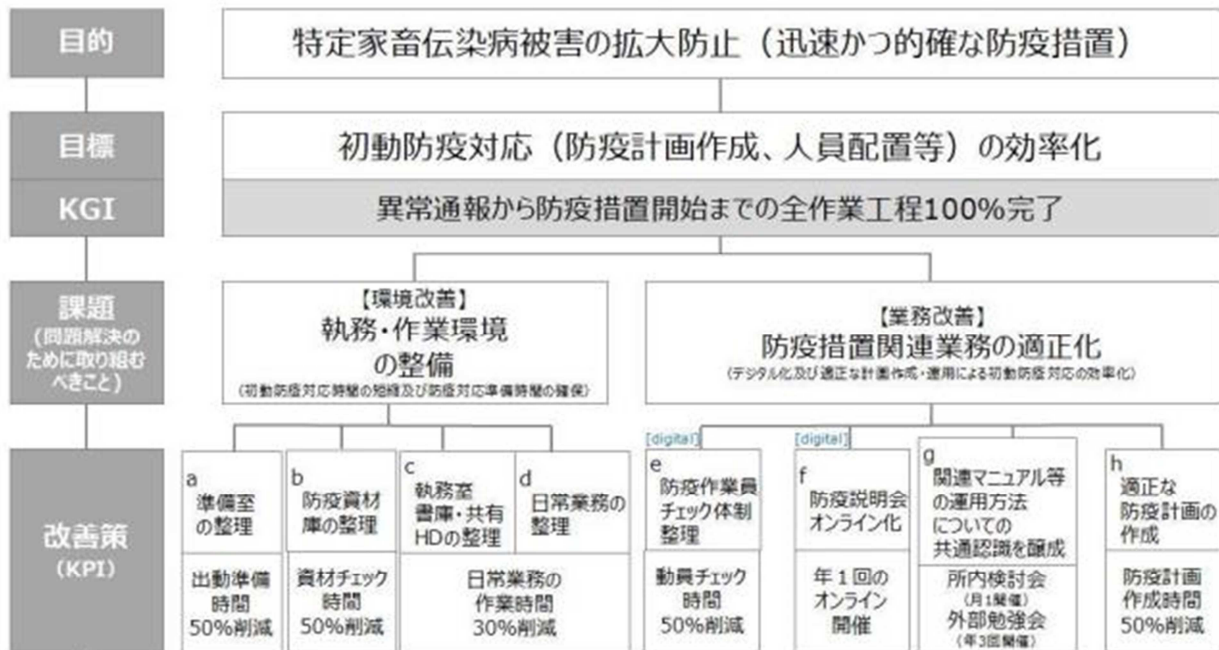 目的
特定家畜伝染病被害の拡大防止（迅速かつ的確な防疫措置）
目標
初動防疫対応（防疫計画作成、人員配置等）の効率化
KGI
異常通報から防疫措置開始までの全作業工程100%完了
課題
(問題解決の
ために取り組む
べきこと)
【環境改善】
執務・作業環境
の整備
(初動防疫対応時間の短縮及び防疫対応準備時間の確保)
【業務改善】
防疫措置関連業務の適正化
(デジタル化及び適正な計画作成・運用による初動防疫対応の効率化)
改善策
(KPI)
a
準備室
の整理
出動準備
時間
50%削減
b
防疫資材
庫の整理
資材チェック
時間
50%削減
c
執務室
書庫・共有
HDの整理
d
日常業務の
整理
日常業務の
作業時間
30%削減
[digital]
e
防疫作業員
チェック体制
整理
動員チェック
時間
50%削減
[digital]
f
防疫説明会
オンライン化
年１回の
オンライン
開催
g
関連マニュアル等
の運用方法
についての
共通認識を醸成
所内検討会
(月1開催)
外部勉強会
(年3回開催)
h
適正な
防疫計画の
作成
防疫計画
作成時間
50%削減